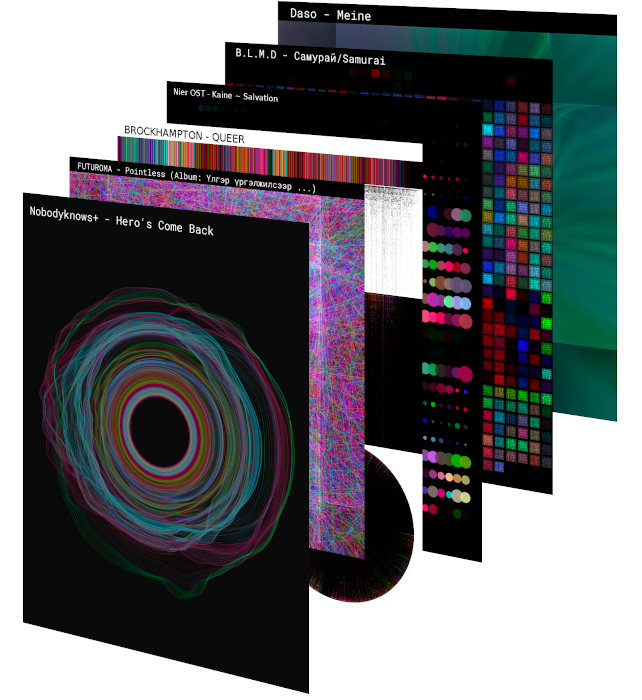 Daso - Meine
B.L.M.D - Самурай/Samurai
Nier OST - Kaine ~ Salvation
BROCKHAMPTON - QUEER
FUTUROMA - Pointless (Album: Үлгэр үргэлжилсээр ...)
Nobodyknows+ - Hero's Come Back